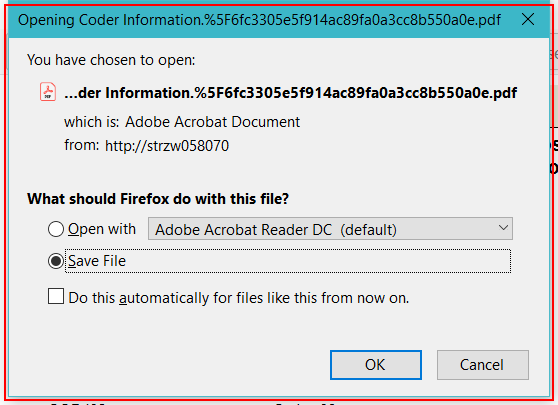 Opening Coder Information.%5F6fc3305e5f914ac89fa0a3cc8b550a0e.pdf
You have chosen to open:
...der Information.%5F6fc3305e5f914ac89fa0a3cc8b550a0e.pdf
which is: Adobe Acrobat Document
from: http://strzw058070
What should Firefox do with this file?
Open with Adobe Acrobat Reader DC (default)
Save File
Do this automatically for files like this from now on.
OK Cancel